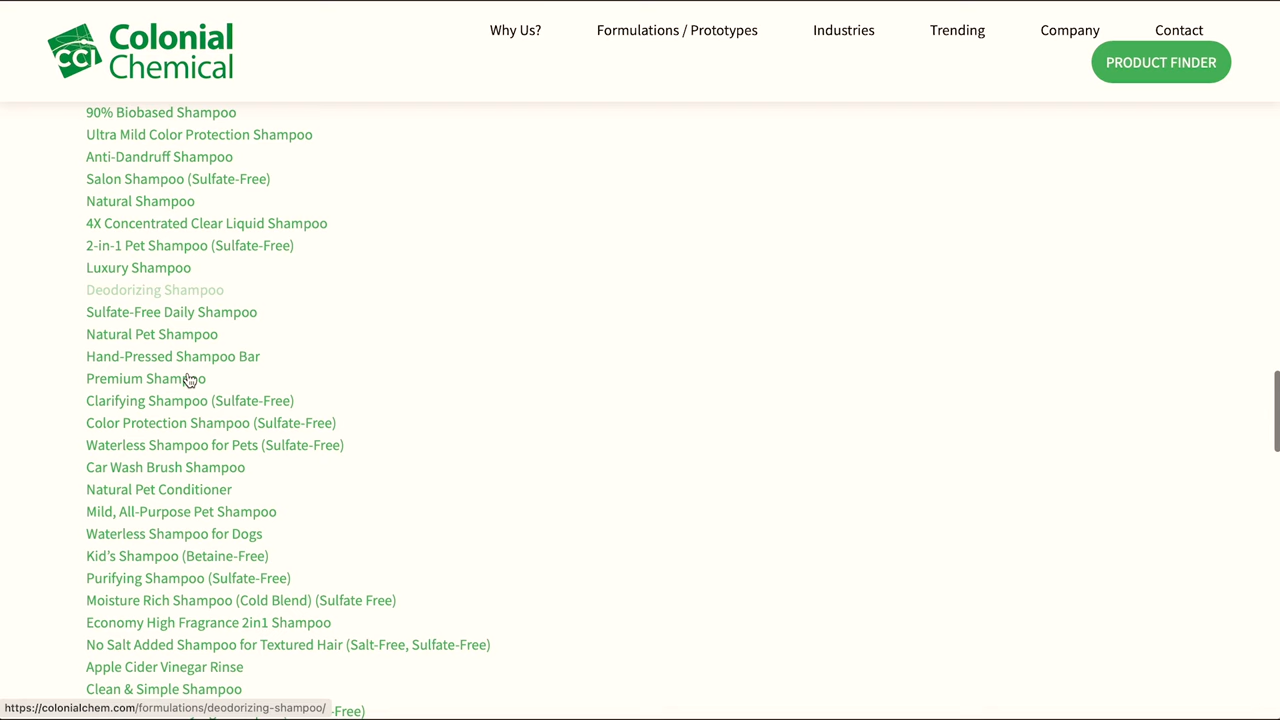 CCI
Colonial
Chemical
Why Us?
Formulations / Prototypes
Industries
Trending
Company
Contact
PRODUCT FINDER
90% Biobased Shampoo
Ultra Mild Color Protection Shampoo
Anti-Dandruff Shampoo
Salon Shampoo (Sulfate-Free)
Natural Shampoo
4X Concentrated Clear Liquid Shampoo
2-in-1 Pet Shampoo (Sulfate-Free)
Luxury Shampoo
Deodorizing Shampoo
Sulfate-Free Daily Shampoo
Natural Pet Shampoo
Hand-Pressed Shampoo Bar
Premium Shampoo
Clarifying Shampoo (Sulfate-Free)
Color Protection Shampoo (Sulfate-Free)
Waterless Shampoo for Pets (Sulfate-Free)
Car Wash Brush Shampoo
Natural Pet Conditioner
Mild, All-Purpose Pet Shampoo
Waterless Shampoo for Dogs
Kid’s Shampoo (Betaine-Free)
Purifying Shampoo (Sulfate-Free)
Moisture Rich Shampoo (Cold Blend) (Sulfate Free)
Economy High Fragrance 2in1 Shampoo
No Salt Added Shampoo for Textured Hair (Salt-Free, Sulfate-Free)
Apple Cider Vinegar Rinse
Clean & Simple Shampoo
-Free)
https://colonialchem.com/formulations/deodorizing-shampoo/